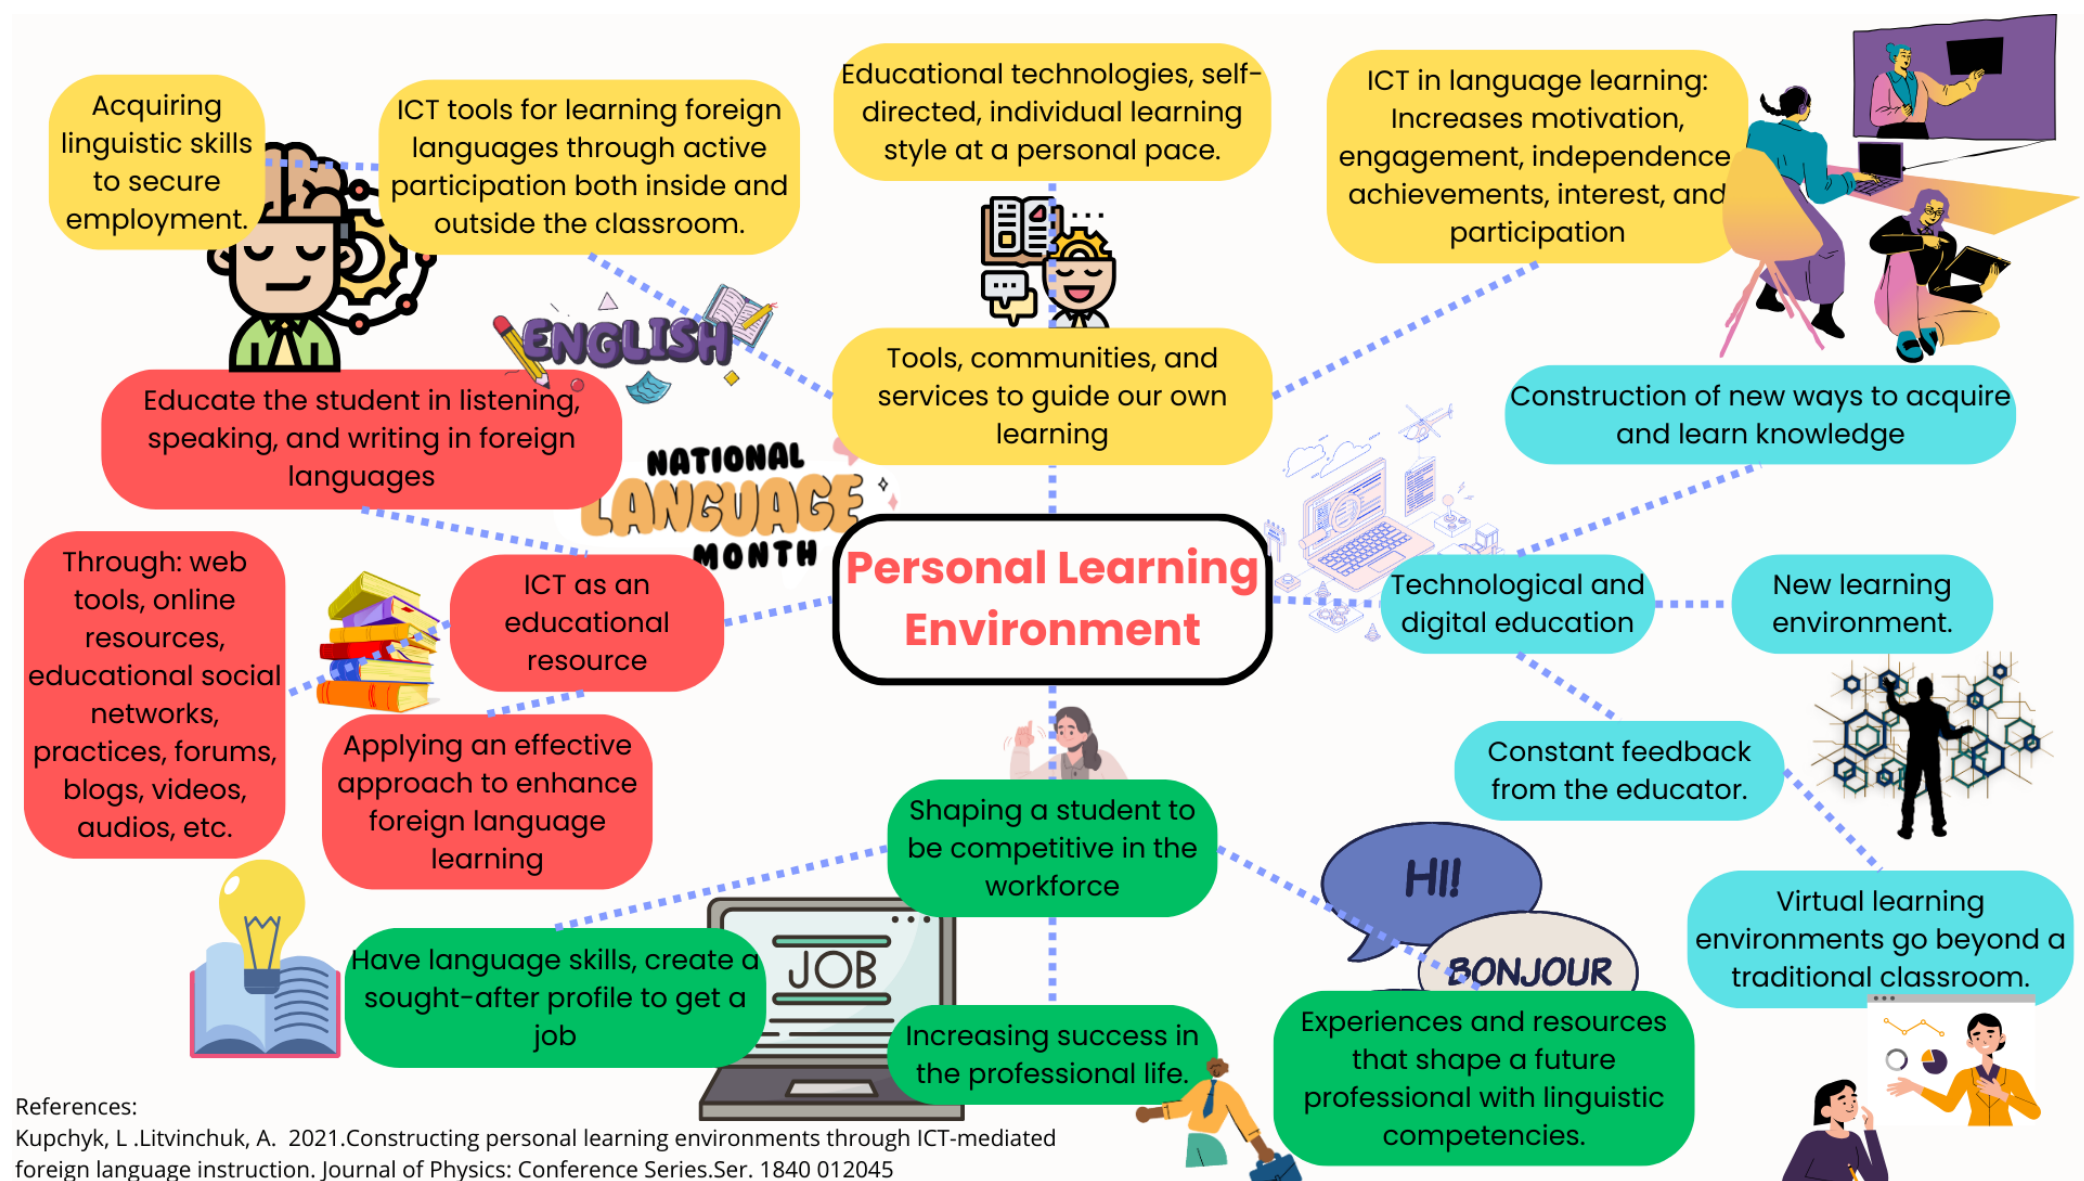 Acquiring
linguistic skills
to secure
employment.
ICT tools for learning foreign
languages through active
participation both inside and
outside the classroom.
Educational technologies, self-
directed, individual learning
style at a personal pace.
ICT in language learning:
Increases motivation,
engagement, independence
achievements, interest, and
participation
ENGLISH
Tools, communities, and
services to guide our own
learning
Educate the student in listening,
speaking, and writing in foreign
languages
Construction of new ways to acquire
and learn knowledge
NATIONAL
LANGUAGE
MONTH
Through: web
tools, online
resources,
educational social
networks,
practices, forums,
blogs, videos,
audios, etc.
ICT as an
educational
resource
Personal Learning
Environment
Technological and
digital education
New learning
environment.
Applying an effective
approach to enhance
foreign language
learning
Constant feedback
from the educator.
Shaping a student to
be competitive in the
workforce
HI!
BONJOUR
Virtual learning
environments go beyond a
traditional classroom.
Have language skills, create a
sought-after profile to get a
job
JOB
Increasing success in
the professional life.
Experiences and resources
that shape a future
professional with linguistic
competencies.
References:
Kupchyk, L .Litvinchuk, A.  2021.Constructing personal learning environments through ICT-mediated
foreign language instruction. Journal of Physics: Conference Series.Ser. 1840 012045